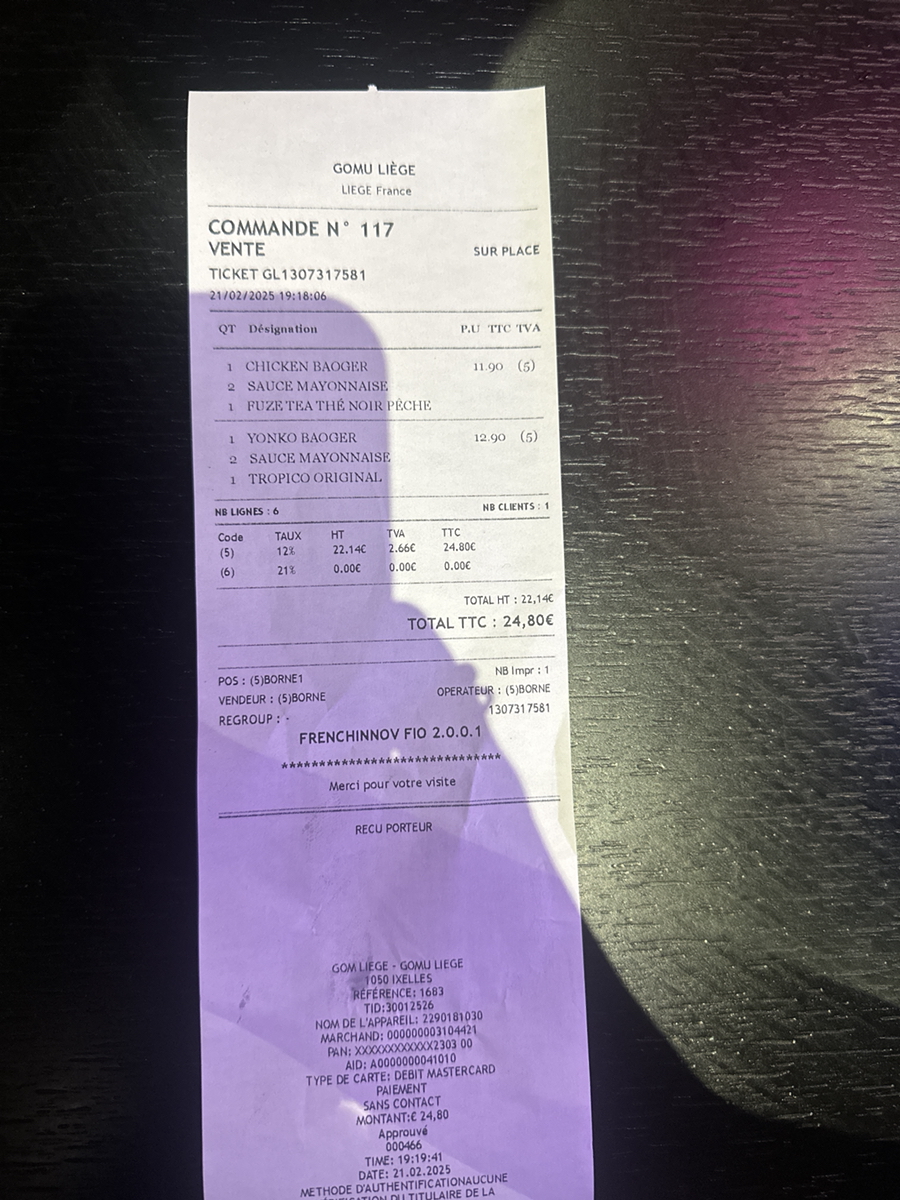 GOMU LIÈGE
LIEGE France
COMMANDE N° 117
VENTE SUR PLACE
TICKET GL1307317581
21/02/2025 19:18:06
QT Désignation P.U TTC TVA
1 CHICKEN BAOGER 11.90 (5)
2 SAUCE MAYONNAISE
1 FUZE TEA THÉ NOIR PÊCHE
1 YONKO BAOGER 12.90 (5)
2 SAUCE MAYONNAISE
1 TROPICO ORIGINAL
NB LIGNES : 6 NB CLIENTS : 1
Code TAUX HT TVA TTC
(5) 12% 22.14€ 2.66€ 24.80€
(6) 21% 0.00€ 0.00€ 0.00€
TOTAL HT : 22,14€
TOTAL TTC : 24,80€
POS : (5)BORNE1 NB Impr : 1
VENDEUR : (5)BORNE OPERATEUR : (5)BORNE
REGROUP : - 1307317581
FRENCHINNOV FIO 2.0.0.1
*****************************
Merci pour votre visite
RECU PORTEUR
GOM LIEGE - GOMU LIEGE
1050 IXELLES
RÉFÉRENCE: 1683
TID:30012526
NOM DE L'APPAREIL: 2290181030
MARCHAND: 000000003104421
PAN: XXXXXXXXXXXX2303 00
AID: A0000000041010
TYPE DE CARTE: DEBIT MASTERCARD
PAIEMENT
SANS CONTACT
MONTANT:€ 24,80
Approuvé
000466
TIME: 19:19:41
DATE: 21.02.2025
METHODE D'AUTHENTIFICATIONAUCUNE
DU TITULAIRE DE LA